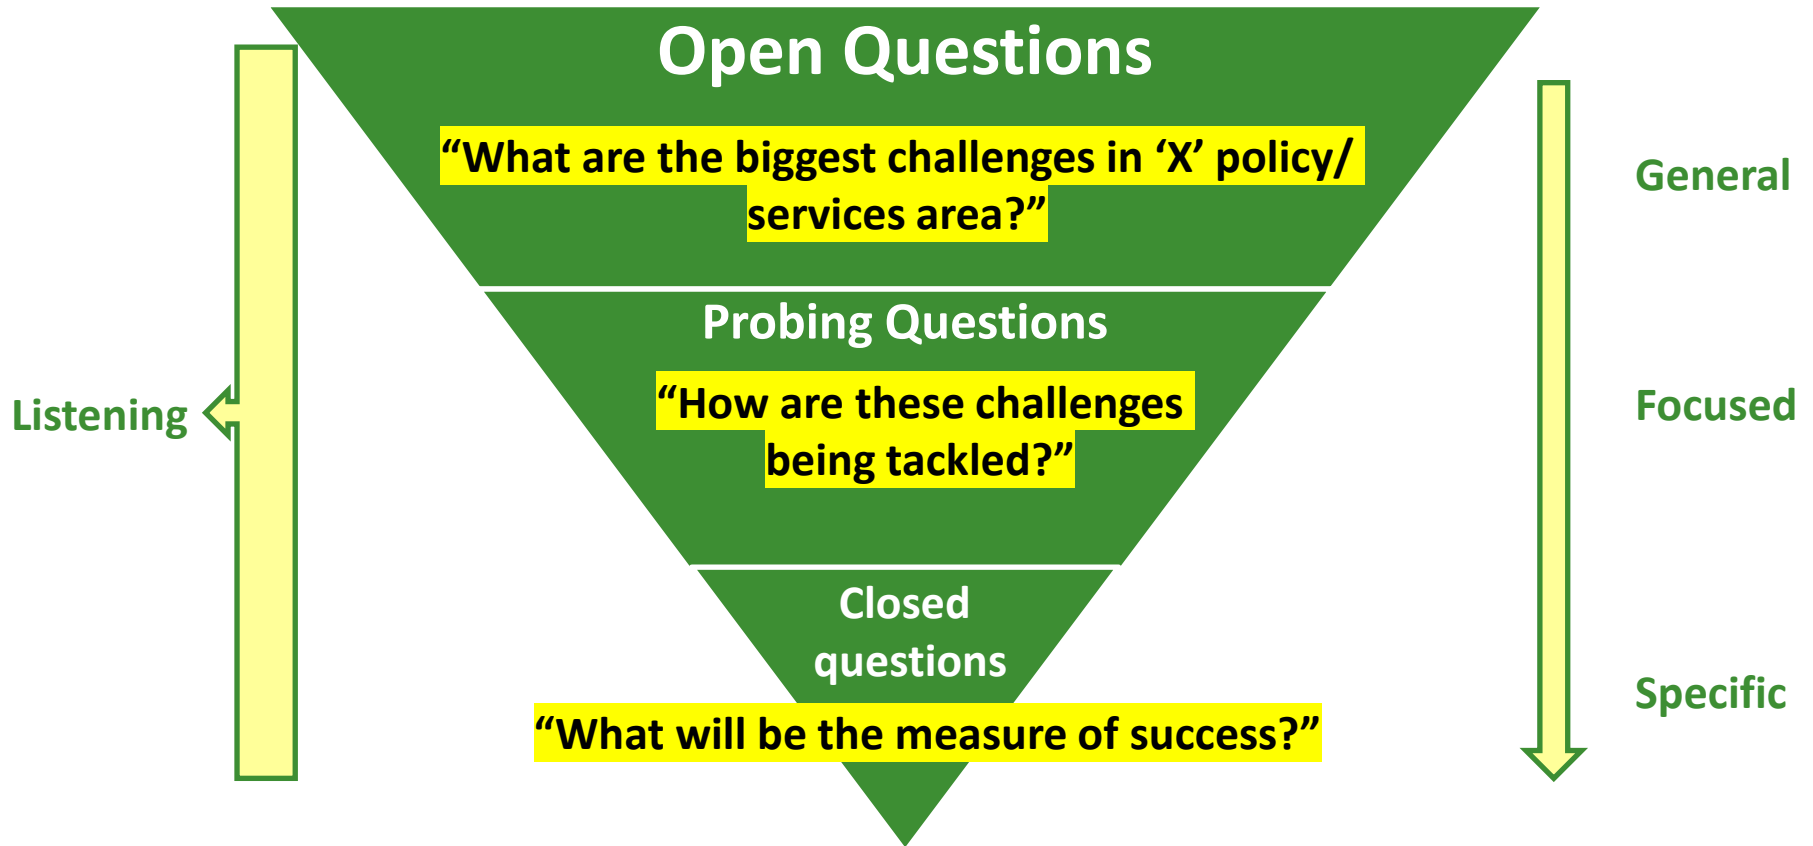 Open Questions
“What are the biggest challenges in ‘X’ policy/
services area?”
General
Probing Questions
“How are these challenges
being tackled?”
Listening
Focused
Closed
questions
Specific
“What will be the measure of success?”